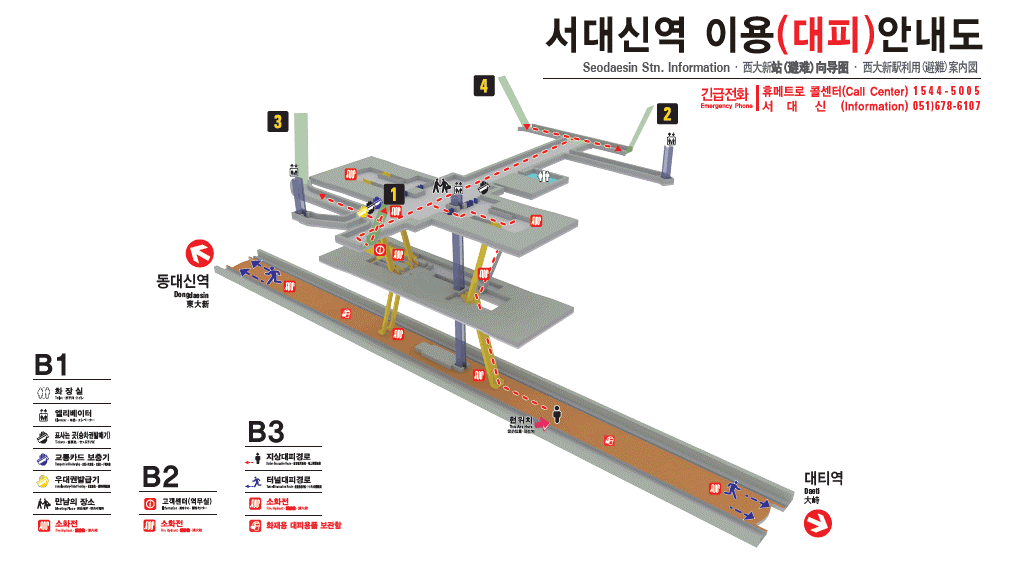 서대신역 이용(대피)안내도
Seodaesin Stn. Information · 西大新站(避难)向导图 · 西大新駅利用(避難)案内図
긴급전화
Emergency Phone
휴메트로 콜센터(Call Center) 1544-5005
서 대 신 (Information) 051)678-6107
4
3
2
1
동대신역
Dongdaesin
東大新
현위치
You Are Here
대티역
Daeti
大峙
B1
화 장 실
엘리베이터
표사는 곳(승차권발매기)
교통카드 보충기
우대권발급기
만남의 장소
소화전
B2
고객센터(역무실)
소화전
B3
지상대피경로
터널대피경로
소화전
화재용 대피용품 보관함